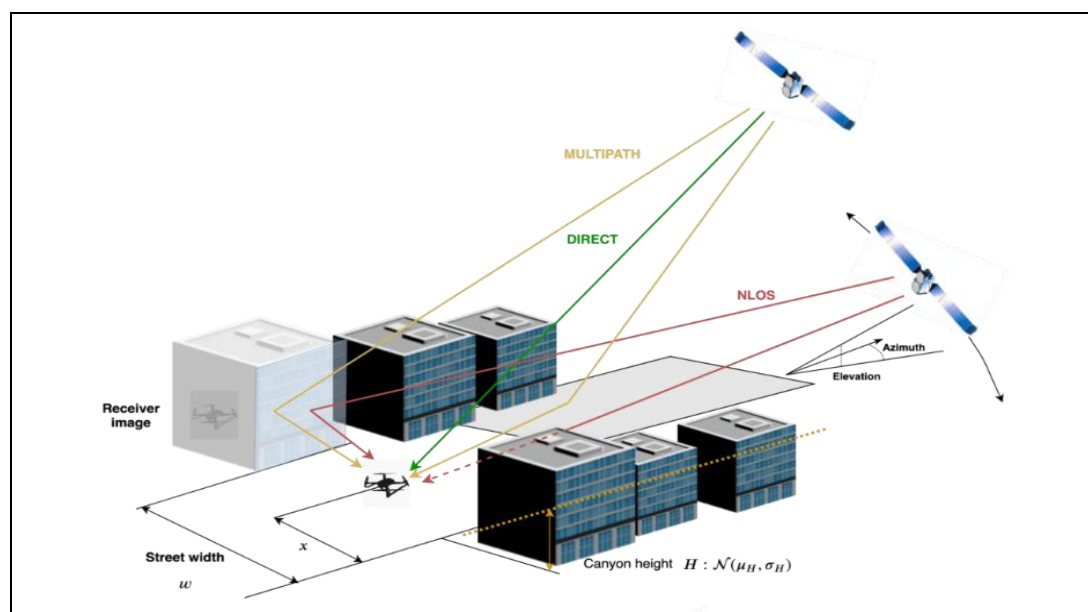 MULTIPATH
DIRECT
NLOS
Azimuth
Elevation
Receiver
image
Street width
w
x
Canyon height H : 𝒩(μ_H, σ_H)